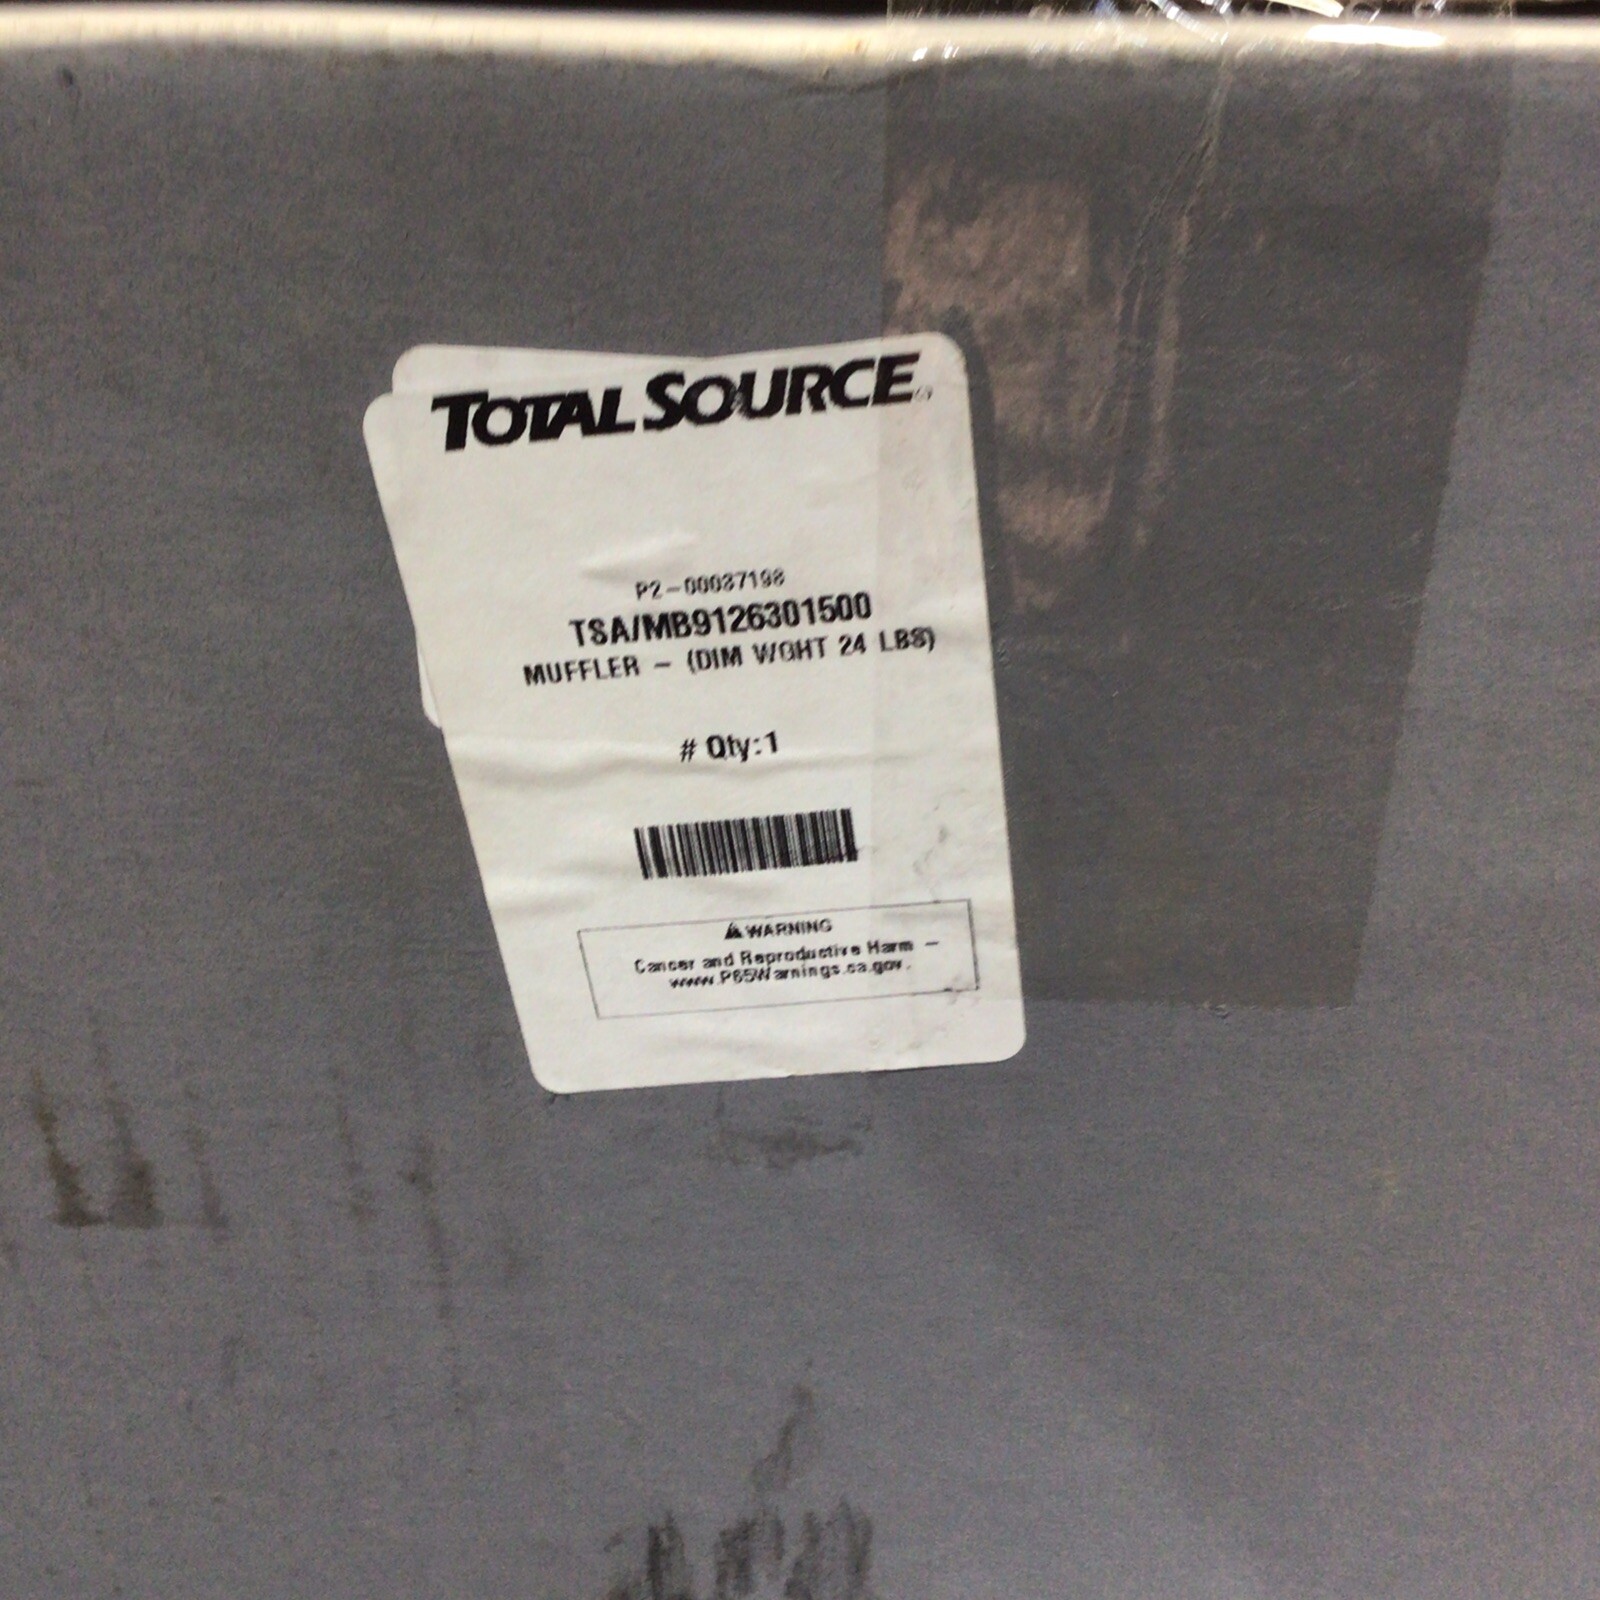 TOTAL SOURCE®
P2-00037198
TSA/MB9126301500
MUFFLER - (DIM WGHT 24 LBS)
# Qty:1
⚠ WARNING
Cancer and Reproductive Harm -
www.P65Warnings.ca.gov.